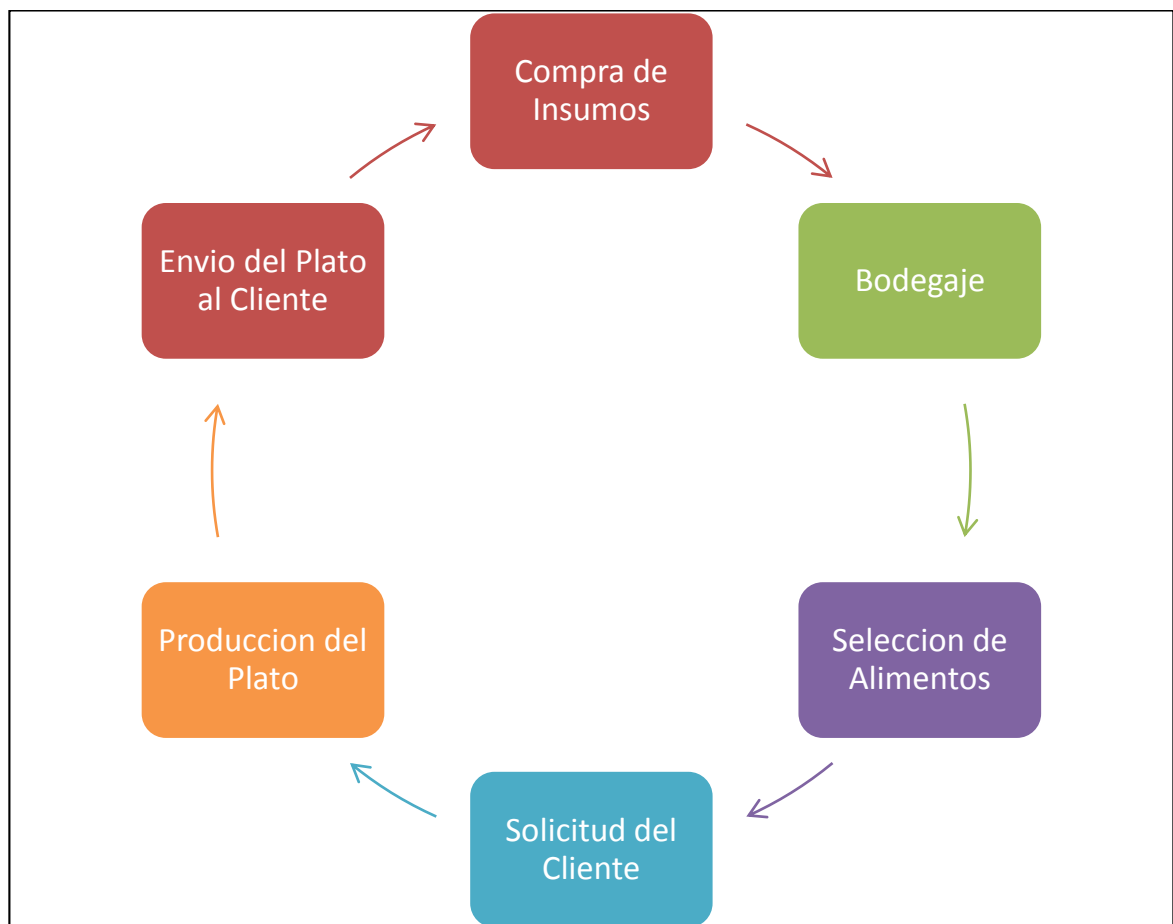 Compra de
Insumos
Bodegaje
Seleccion de
Alimentos
Solicitud del
Cliente
Produccion del
Plato
Envio del Plato
al Cliente